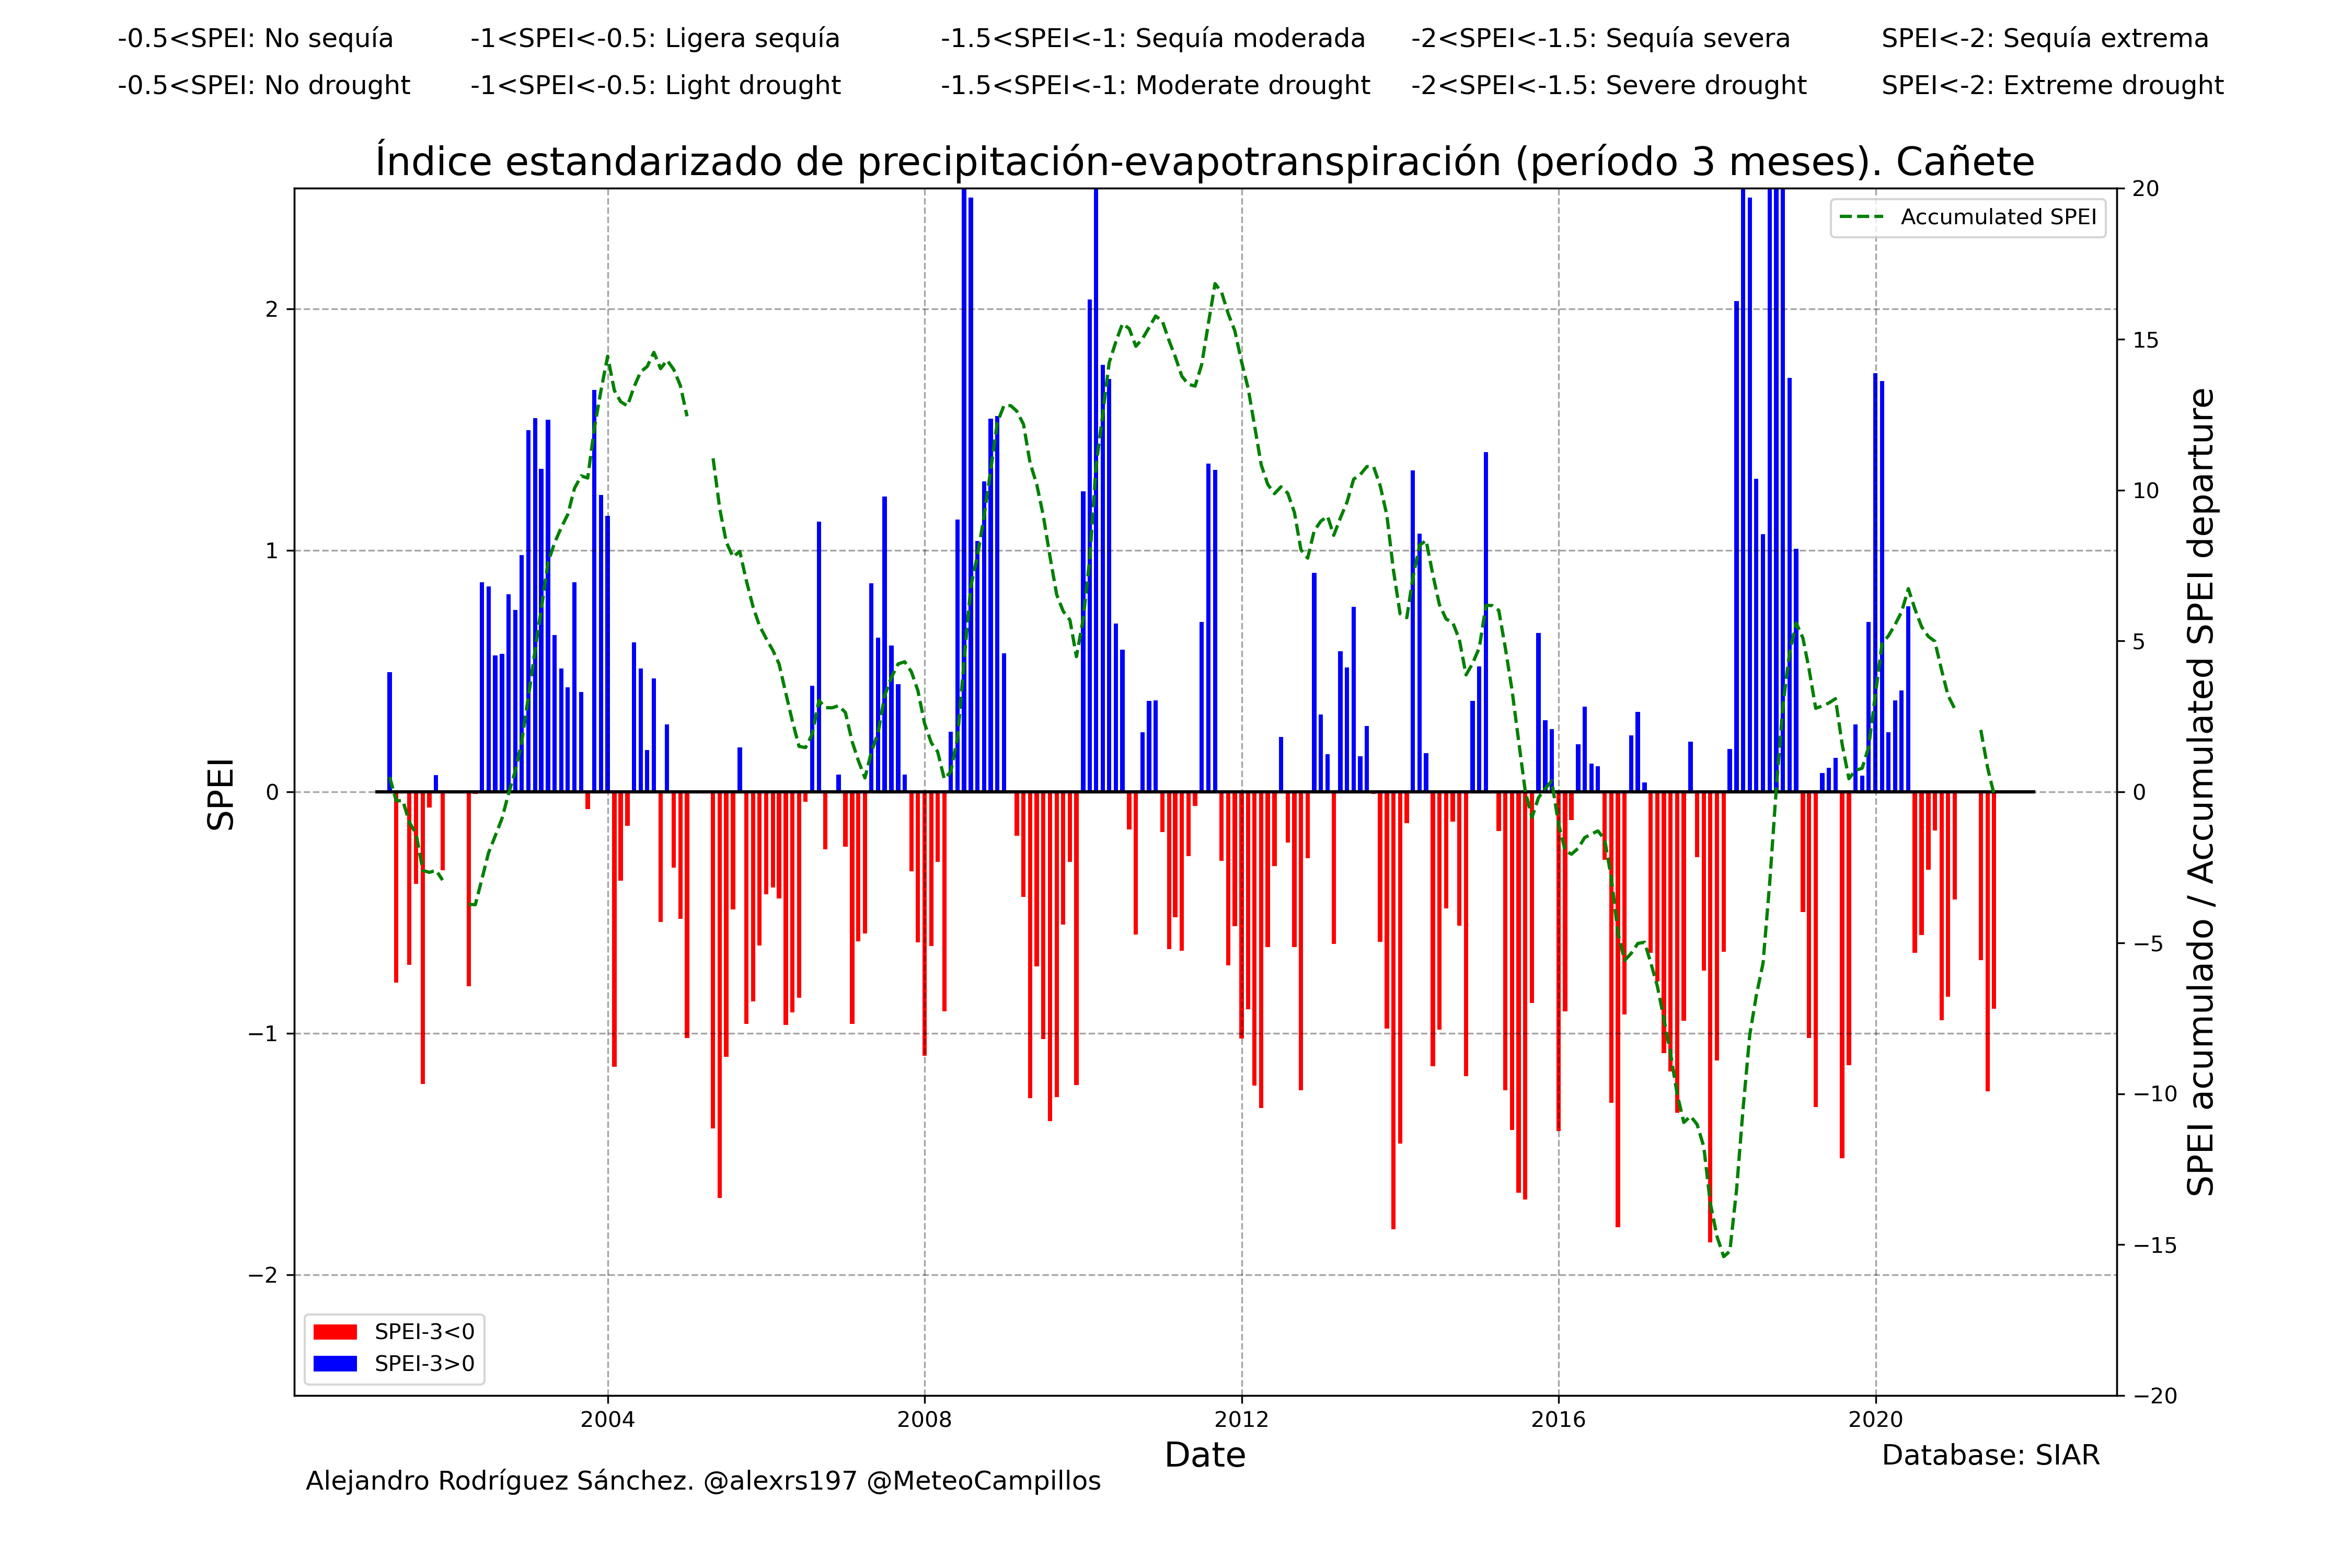 -0.5<SPEI: No sequía -1<SPEI<-0.5: Ligera sequía -1.5<SPEI<-1: Sequía moderada -2<SPEI<-1.5: Sequía severa SPEI<-2: Sequía extrema
-0.5<SPEI: No drought -1<SPEI<-0.5: Light drought -1.5<SPEI<-1: Moderate drought -2<SPEI<-1.5: Severe drought SPEI<-2: Extreme drought
Índice estandarizado de precipitación-evapotranspiración (período 3 meses). Cañete
Accumulated SPEI
2
1
0
−1
−2
SPEI
20
15
10
5
0
−5
−10
−15
−20
SPEI acumulado / Accumulated SPEI departure
SPEI-3<0
SPEI-3>0
2004 2008 2012 2016 2020
Date
Database: SIAR
Alejandro Rodríguez Sánchez. @alexrs197 @MeteoCampillos